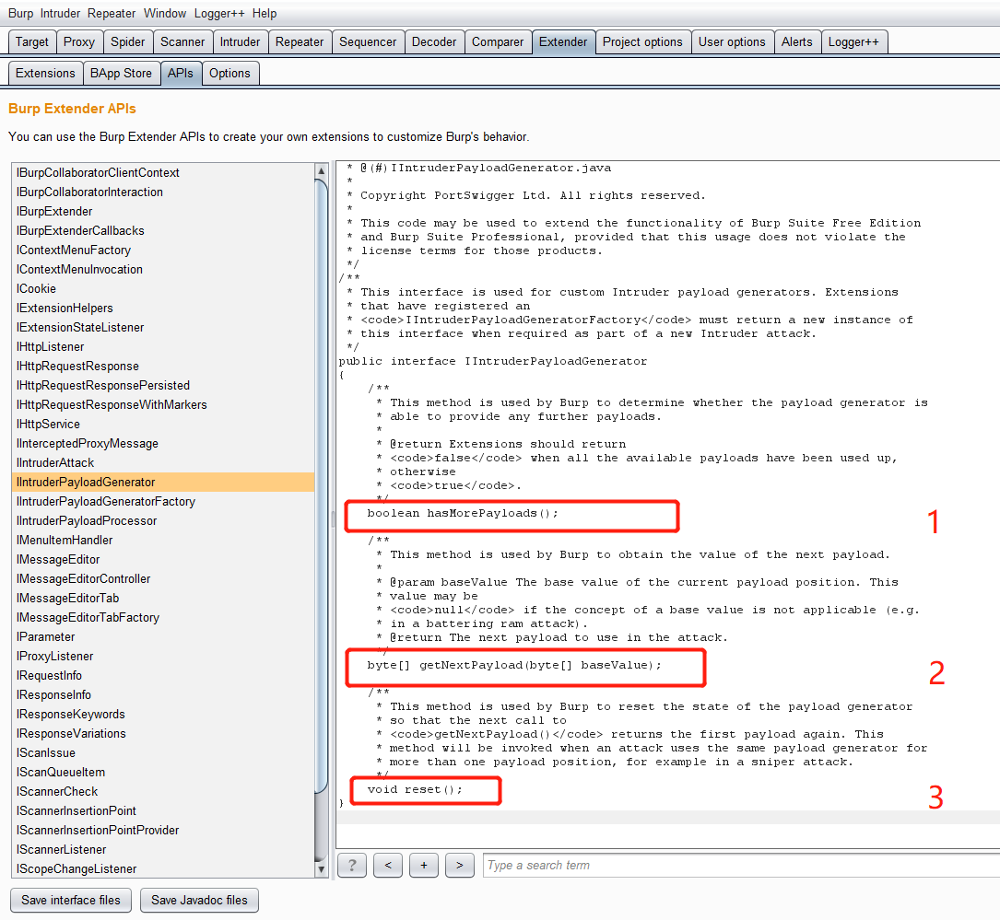 Burp Intruder Repeater Window Logger++ Help
Target Proxy Spider Scanner Intruder Repeater Sequencer Decoder Comparer Extender Project options User options Alerts Logger++
Extensions BApp Store APIs Options
Burp Extender APIs
You can use the Burp Extender APIs to create your own extensions to customize Burp's behavior.
IBurpCollaboratorClientContext
IBurpCollaboratorInteraction
IBurpExtender
IBurpExtenderCallbacks
IContextMenuFactory
IContextMenuInvocation
ICookie
IExtensionHelpers
IExtensionStateListener
IHttpListener
IHttpRequestResponse
IHttpRequestResponsePersisted
IHttpRequestResponseWithMarkers
IHttpService
IInterceptedProxyMessage
IIntruderAttack
IIntruderPayloadGenerator
IIntruderPayloadGeneratorFactory
IIntruderPayloadProcessor
IMenuItemHandler
IMessageEditor
IMessageEditorController
IMessageEditorTab
IMessageEditorTabFactory
IParameter
IProxyListener
IRequestInfo
IResponseInfo
IResponseKeywords
IResponseVariations
IScanIssue
IScanQueueItem
IScannerCheck
IScannerInsertionPoint
IScannerInsertionPointProvider
IScannerListener
IScopeChangeListener
* @(#)IIntruderPayloadGenerator.java
*
* Copyright PortSwigger Ltd. All rights reserved.
*
* This code may be used to extend the functionality of Burp Suite Free Edition
* and Burp Suite Professional, provided that this usage does not violate the
* license terms for those products.
*/
/**
* This interface is used for custom Intruder payload generators. Extensions
* that have registered an
* <code>IIntruderPayloadGeneratorFactory</code> must return a new instance of
* this interface when required as part of a new Intruder attack.
*/
public interface IIntruderPayloadGenerator
{
/**
* This method is used by Burp to determine whether the payload generator is
* able to provide any further payloads.
*
* @return Extensions should return
* <code>false</code> when all the available payloads have been used up,
* otherwise
* <code>true</code>.
*/
boolean hasMorePayloads();
1
/**
* This method is used by Burp to obtain the value of the next payload.
*
* @param baseValue The base value of the current payload position. This
* value may be
* <code>null</code> if the concept of a base value is not applicable (e.g.
* in a battering ram attack).
* @return The next payload to use in the attack.
*/
byte[] getNextPayload(byte[] baseValue);
2
/**
* This method is used by Burp to reset the state of the payload generator
* so that the next call to
* <code>getNextPayload()</code> returns the first payload again. This
* method will be invoked when an attack uses the same payload generator for
* more than one payload position, for example in a sniper attack.
*/
void reset();
3
}
? < + > Type a search term
Save interface files Save Javadoc files